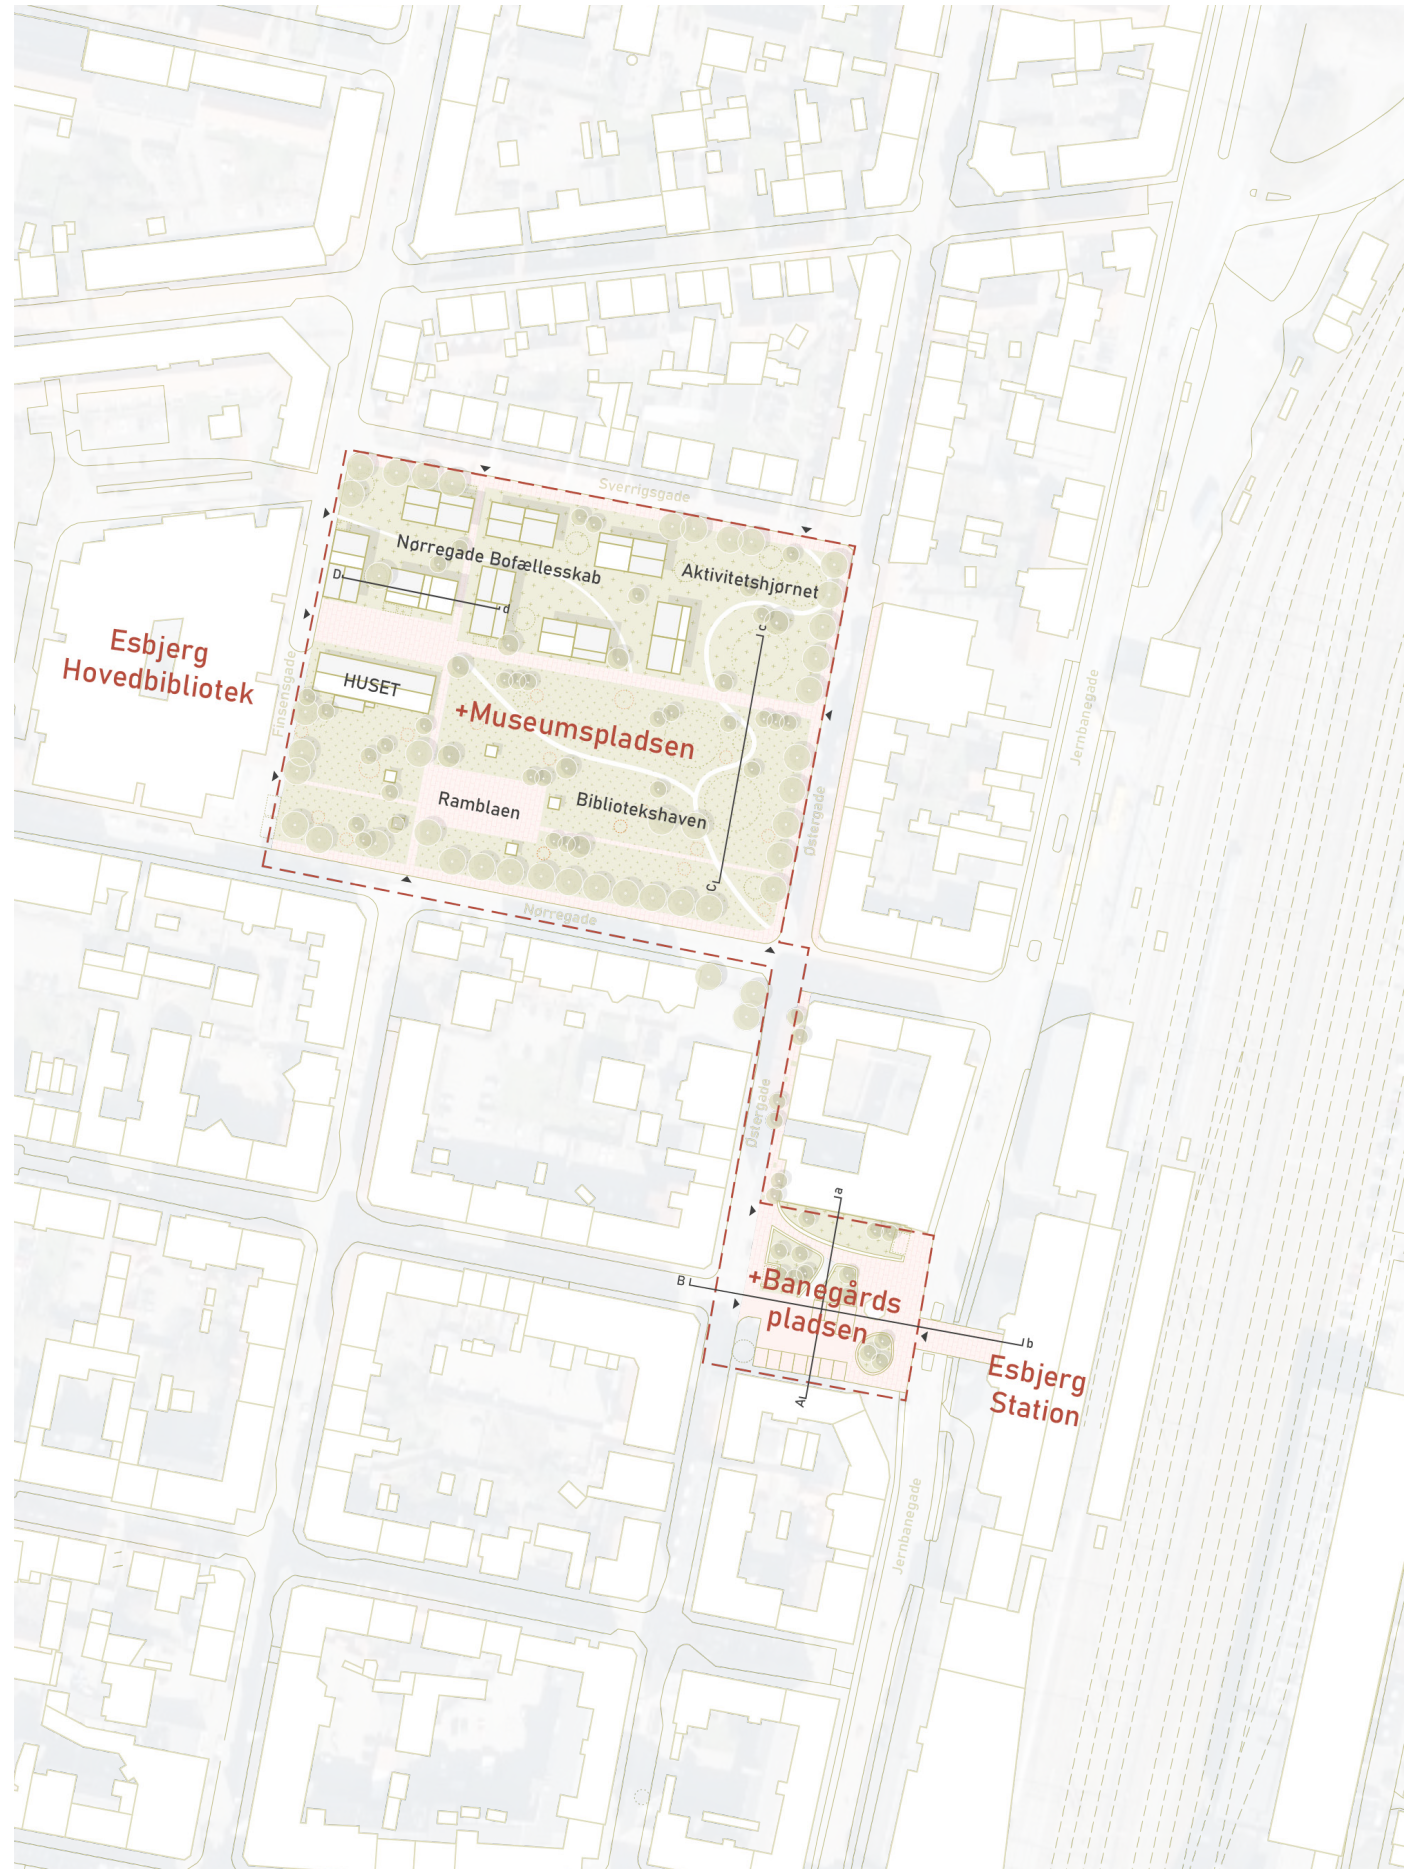 Sverrigsgade
Nørregade Bofællesskab
Aktivitetshjørnet
D
d
c
Esbjerg
Hovedbibliotek
Finsensgade
HUSET
+Museumspladsen
Jernbanegade
Ramblaen
Bibliotekshaven
Østergade
C
Nørregade
Østergade
a
B
+Banegårds
pladsen
b
Esbjerg
Station
A
Jernbanegade